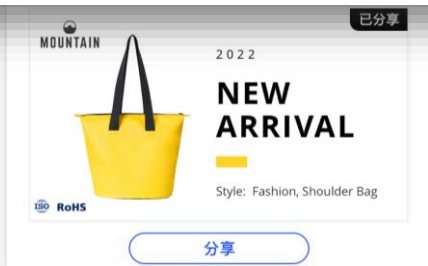 已分享
MOUNTAIN
2022
NEW
ARRIVAL
Style: Fashion, Shoulder Bag
ISO RoHS
分享